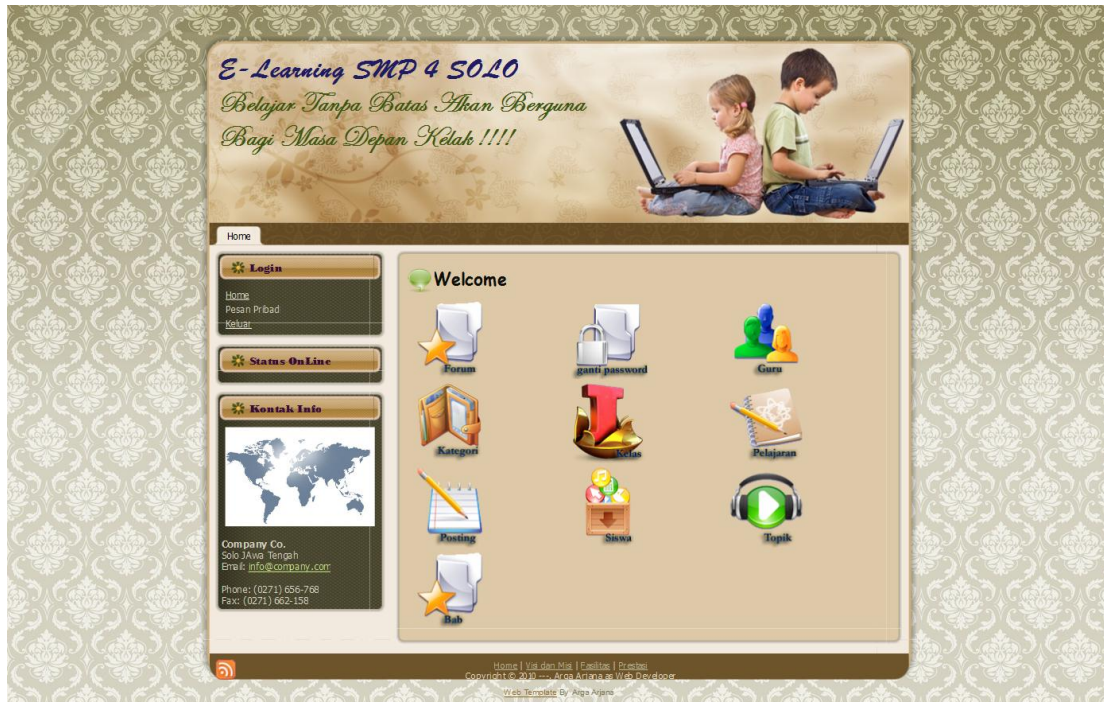 E-Learning SMP 4 SOLO
Belajar Tanpa Batas Akan Berguna
Bagi Masa Depan Kelak !!!!
Home
Login
Home
Pesan Pribad
Keluar
Status OnLine
Kontak Info
Company Co.
Solo JAwa Tengah
Email: info@company.com
Phone: (0271) 656-768
Fax: (0271) 662-158
Welcome
Forum
ganti password
Guru
Kategori
Kelas
Pelajaran
Posting
Siswa
Topik
Bab
Home | Visi dan Misi | Fasilitas | Prestasi
Copyright © 2010 ---. Arga Ariana as Web Developer
Web Template By Arga Arjans